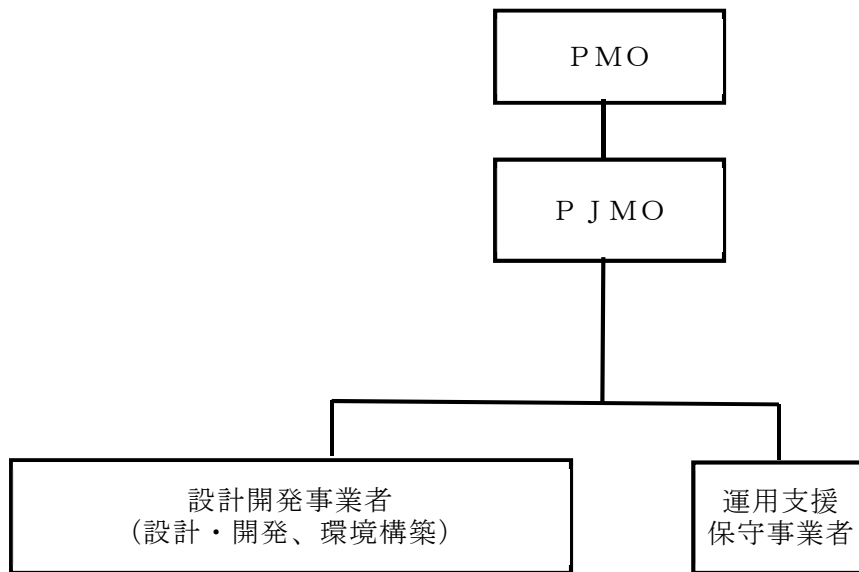 ＰＭＯ
ＰＪＭＯ
設計開発事業者
（設計・開発、環境構築）
運用支援
保守事業者